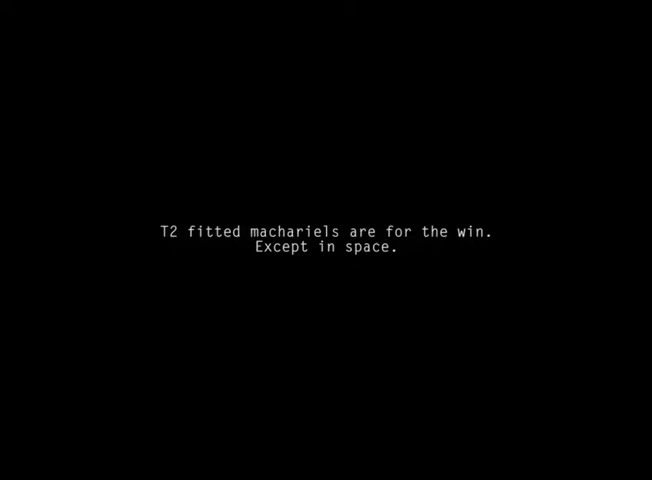 T2 fitted machariels are for the win.
Except in space.